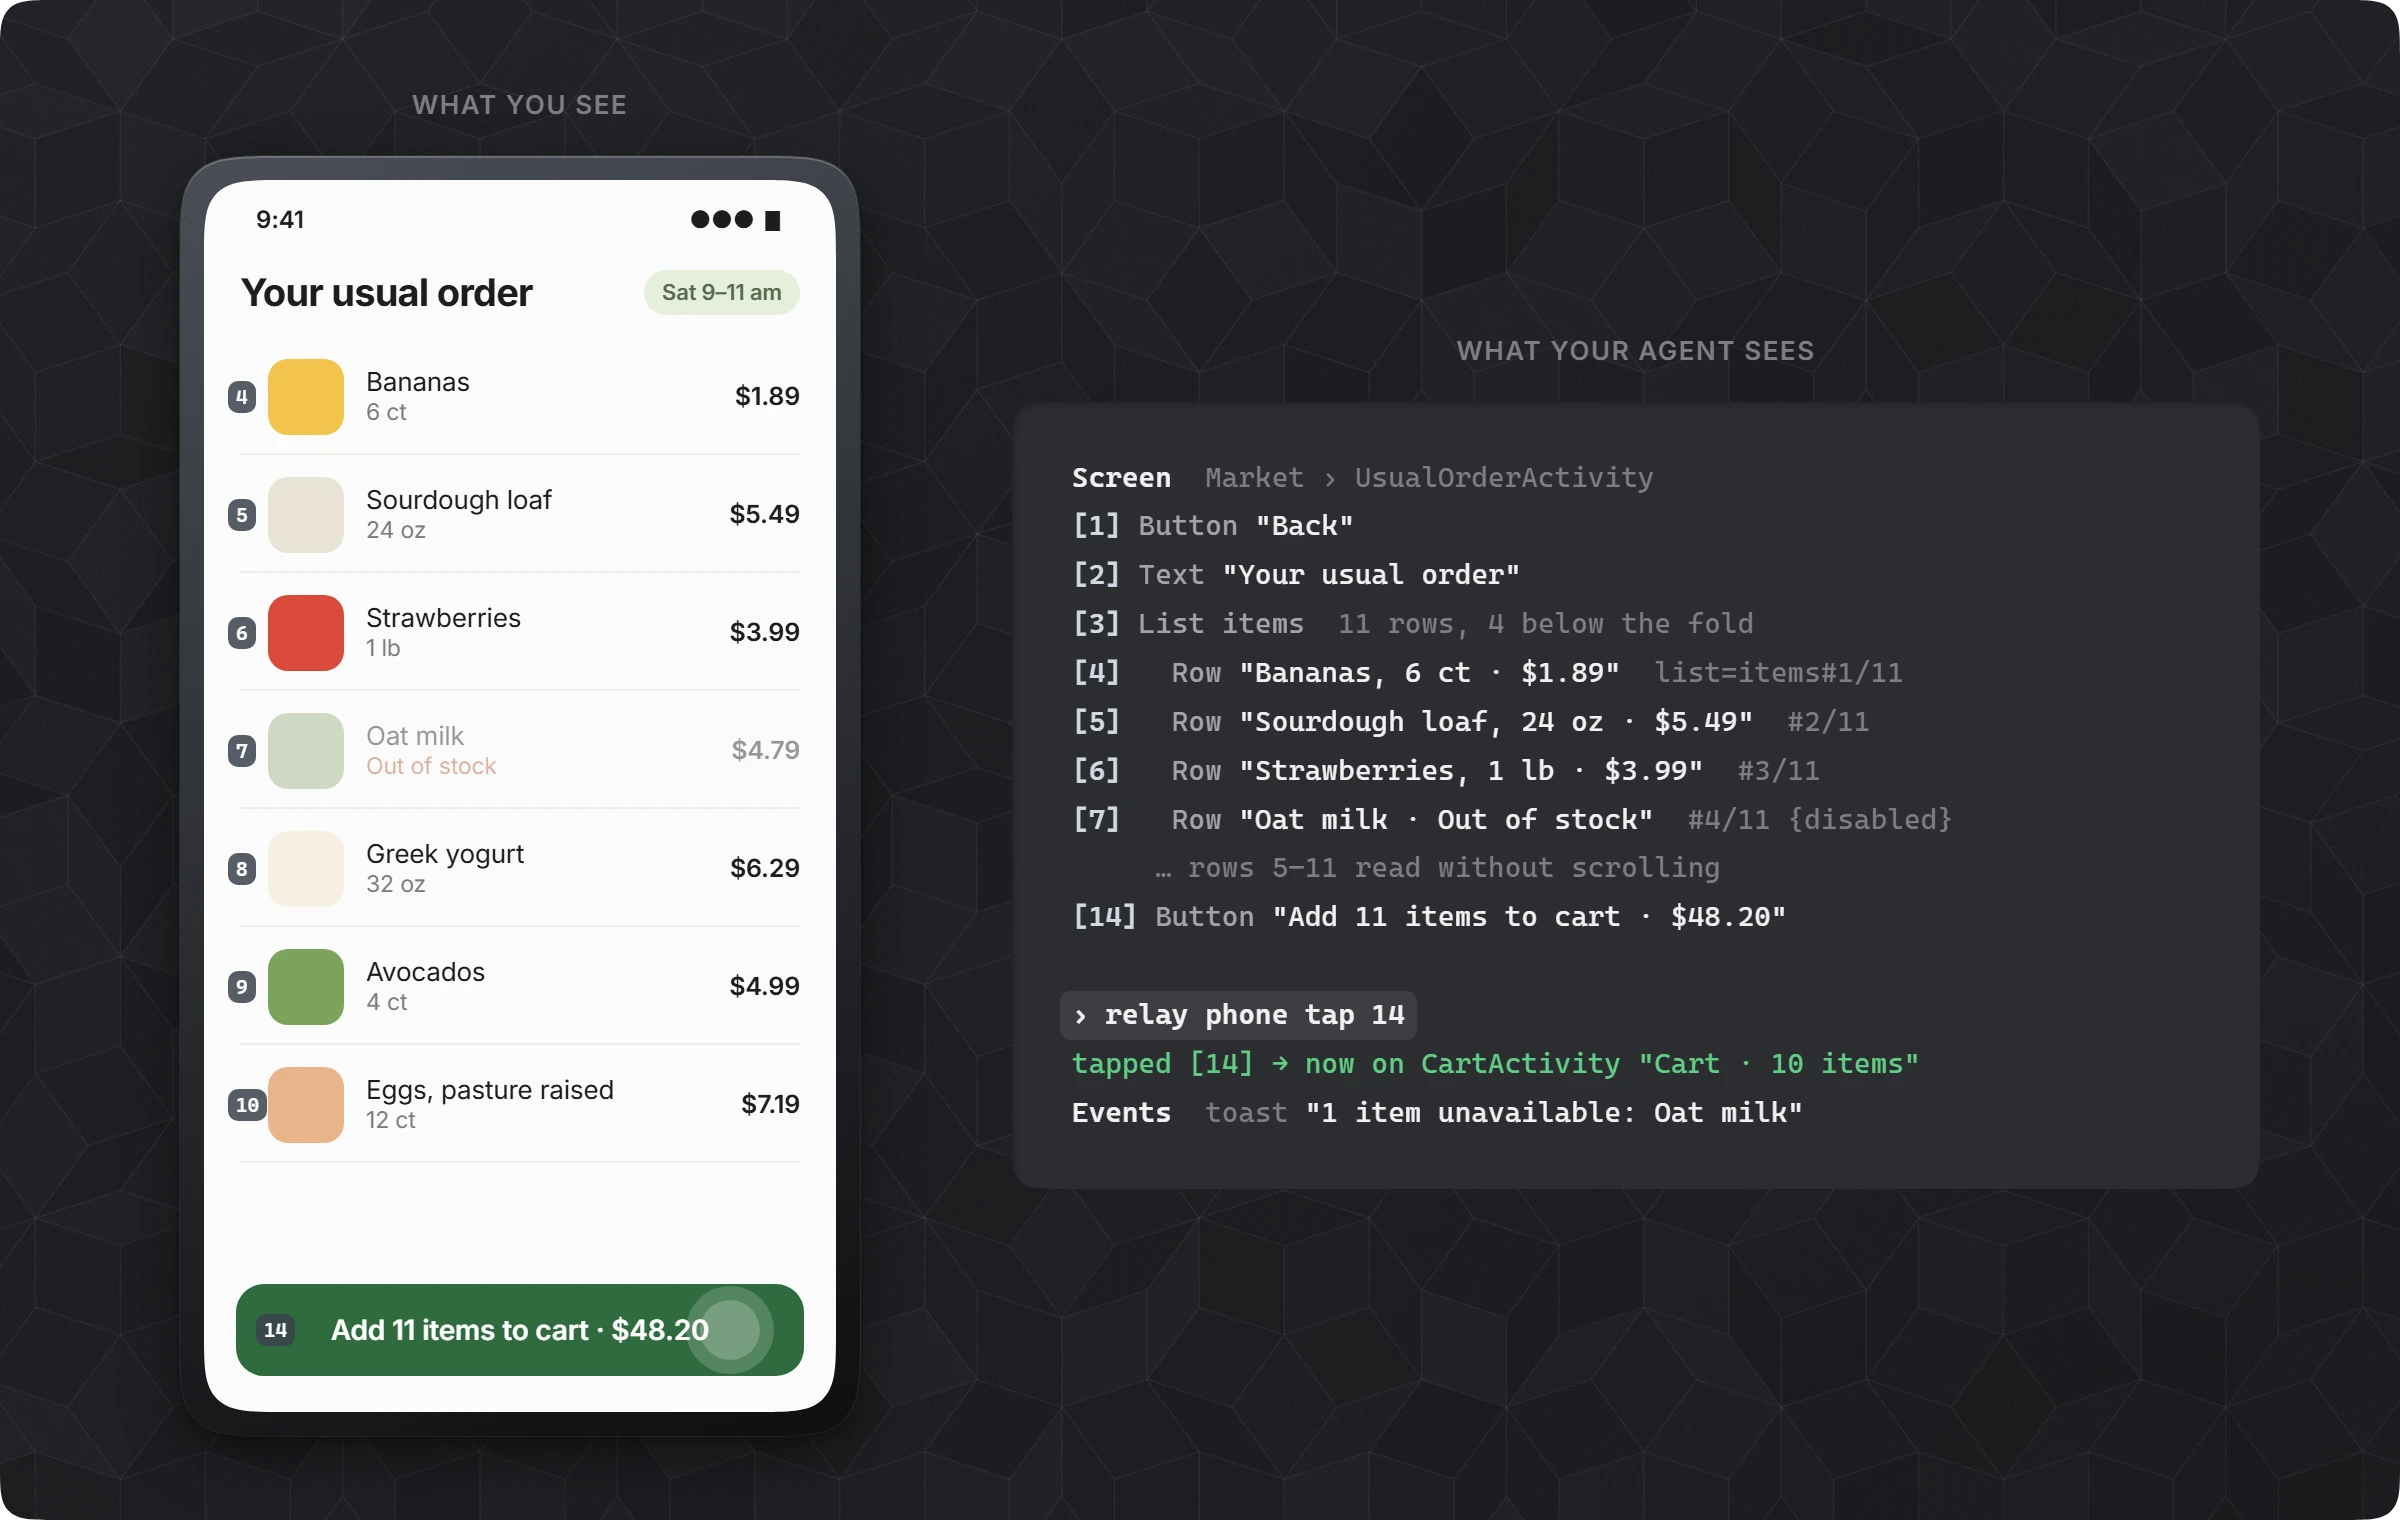 WHAT YOU SEE
9:41
Your usual order
Sat 9–11 am
4
Bananas
6 ct
$1.89
5
Sourdough loaf
24 oz
$5.49
6
Strawberries
1 lb
$3.99
7
Oat milk
Out of stock
$4.79
8
Greek yogurt
32 oz
$6.29
9
Avocados
4 ct
$4.99
10
Eggs, pasture raised
12 ct
$7.19
14 Add 11 items to cart · $48.20
WHAT YOUR AGENT SEES
Screen Market › UsualOrderActivity
[1] Button "Back"
[2] Text "Your usual order"
[3] List items 11 rows, 4 below the fold
[4] Row "Bananas, 6 ct · $1.89" list=items#1/11
[5] Row "Sourdough loaf, 24 oz · $5.49" #2/11
[6] Row "Strawberries, 1 lb · $3.99" #3/11
[7] Row "Oat milk · Out of stock" #4/11 {disabled}
… rows 5–11 read without scrolling
[14] Button "Add 11 items to cart · $48.20"
› relay phone tap 14
tapped [14] → now on CartActivity "Cart · 10 items"
Events toast "1 item unavailable: Oat milk"